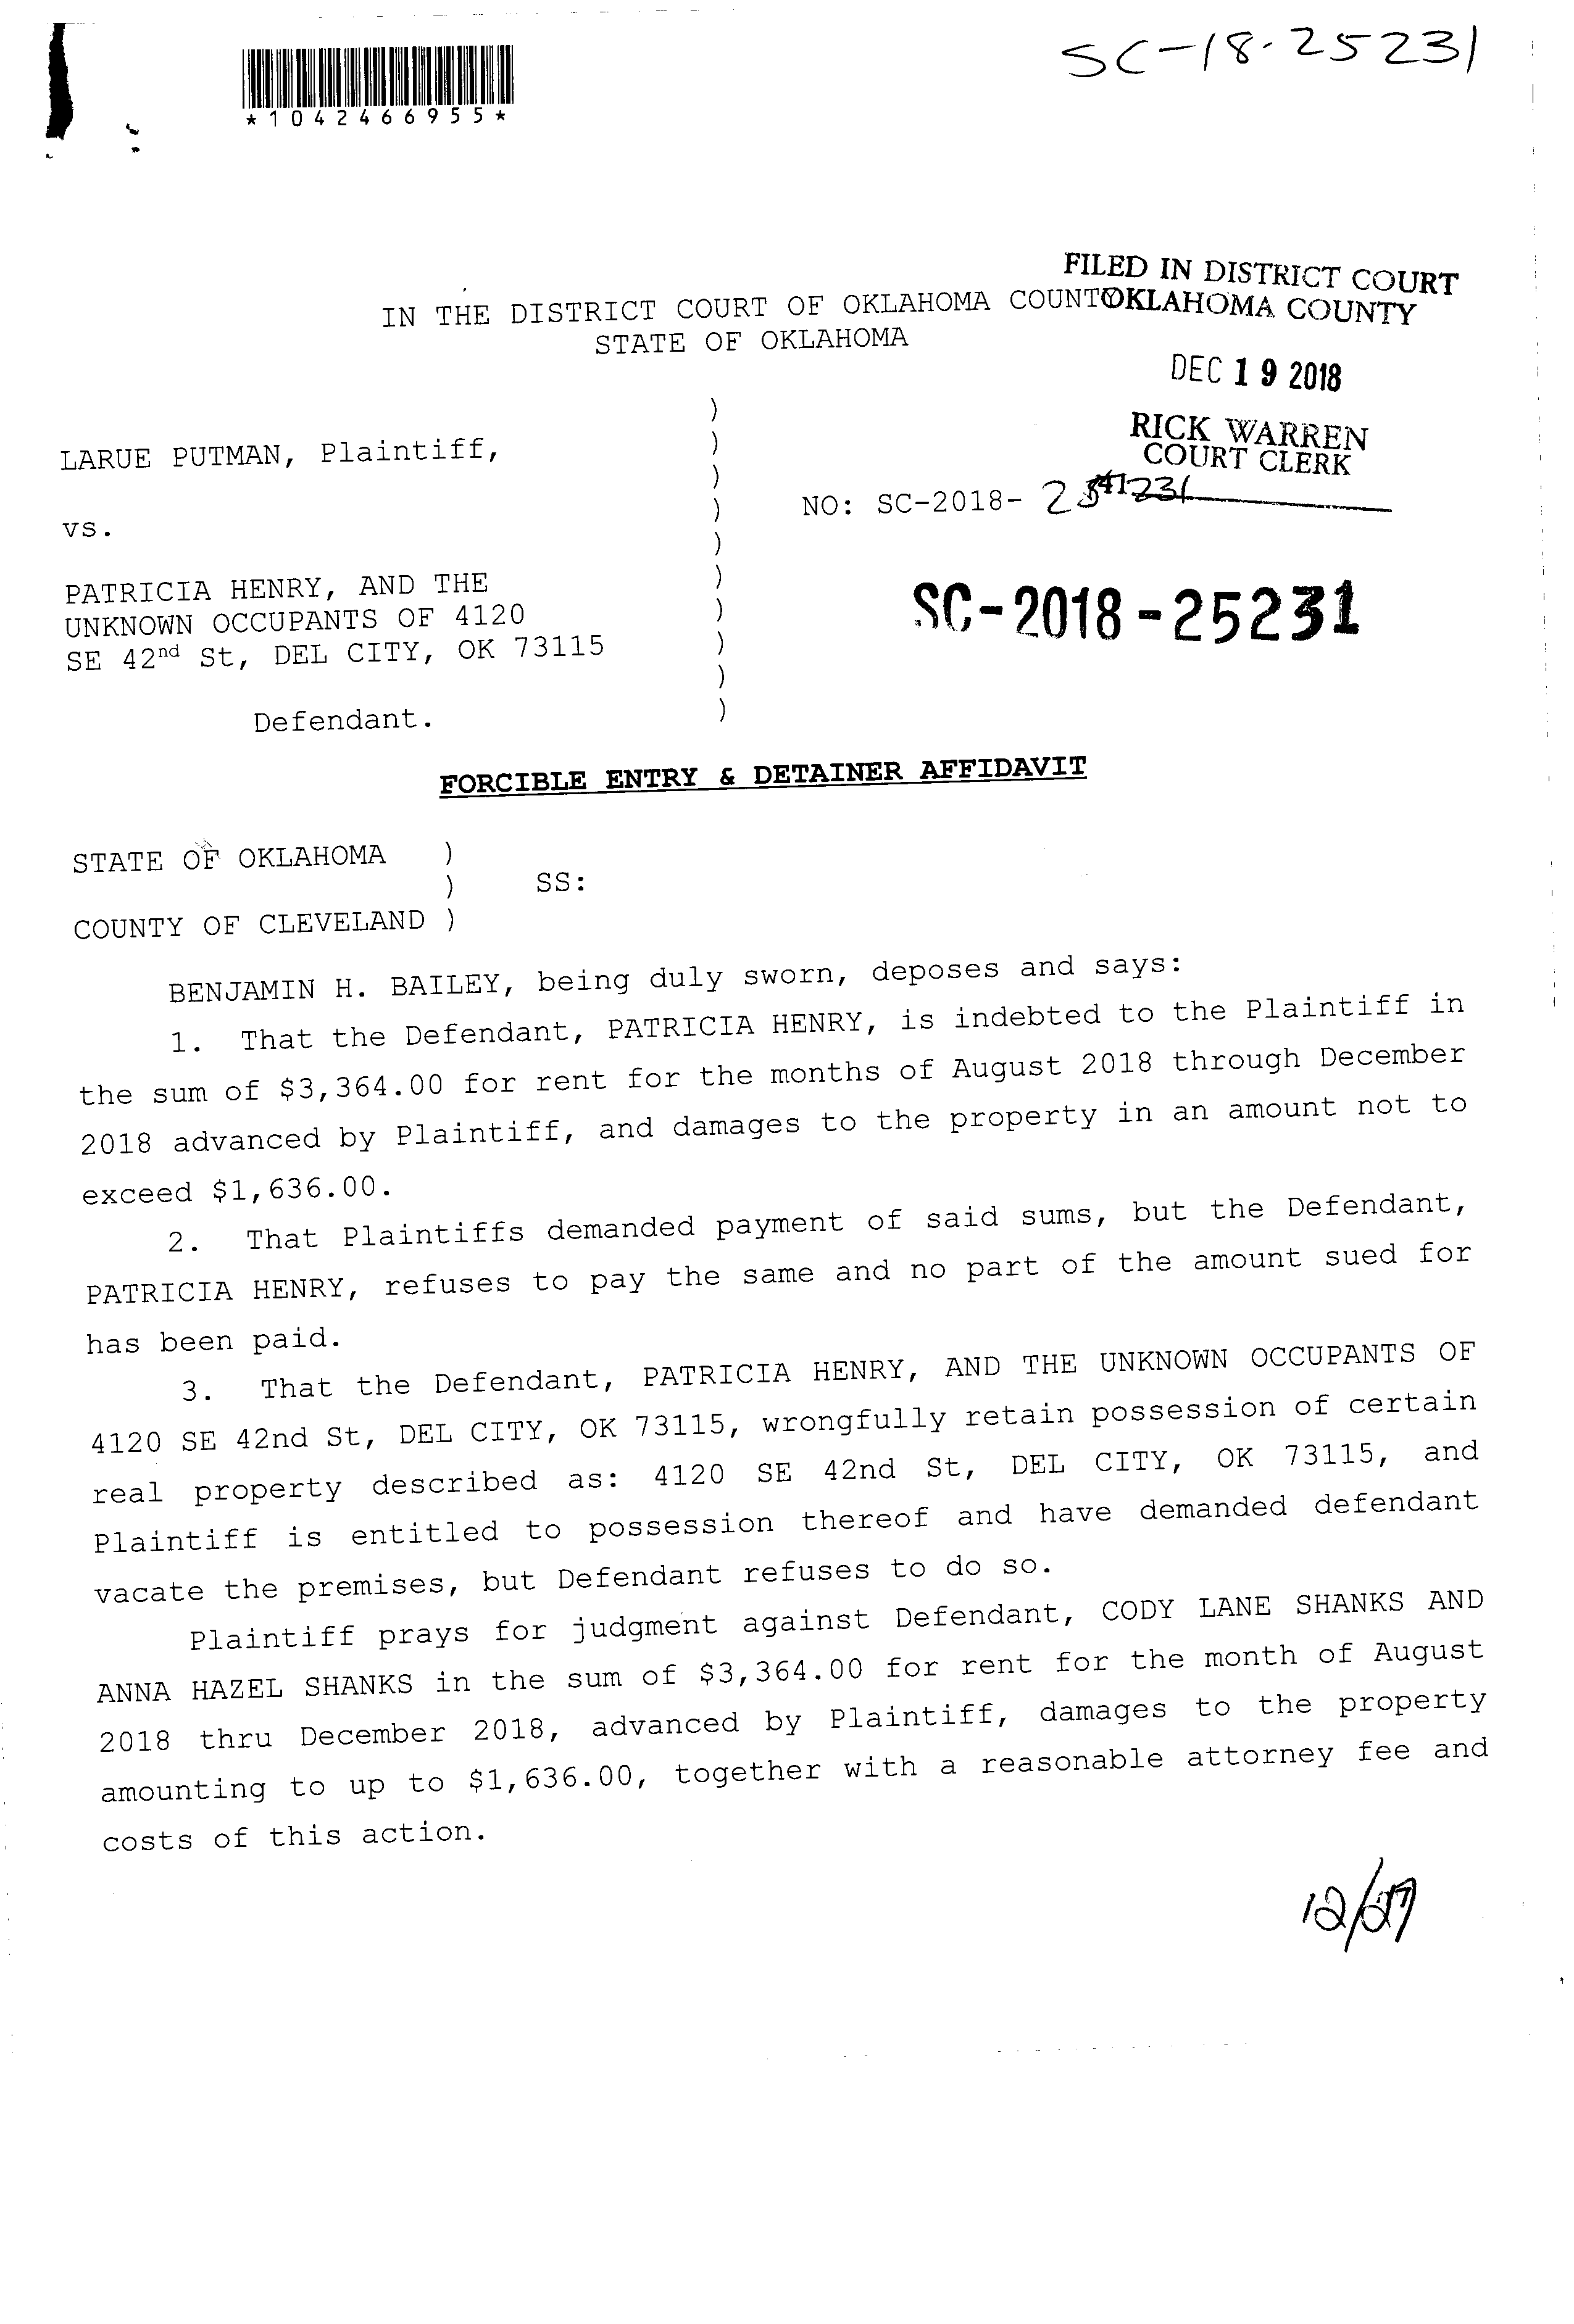 SC-18-25231
*1042466955*
FILED IN DISTRICT COURT
OKLAHOMA COUNTY
IN THE DISTRICT COURT OF OKLAHOMA COUNT
STATE OF OKLAHOMA
DEC 19 2018
RICK WARREN
COURT CLERK
LARUE PUTMAN, Plaintiff,
NO: SC-2018-
vs.
PATRICIA HENRY, AND THE
UNKNOWN OCCUPANTS OF 4120
SE 42nd St, DEL CITY, OK 73115
SC-2018-25231
Defendant.
)
)
)
)
)
)
)
)
)
)
FORCIBLE ENTRY & DETAINER AFFIDAVIT
STATE OF OKLAHOMA )
) SS:
COUNTY OF CLEVELAND )
BENJAMIN H. BAILEY, being duly sworn, deposes and says:
1. That the Defendant, PATRICIA HENRY, is indebted to the Plaintiff in
the sum of $3,364.00 for rent for the months of August 2018 through December
2018 advanced by Plaintiff, and damages to the property in an amount not to
exceed $1,636.00.
2. That Plaintiffs demanded payment of said sums, but the Defendant,
PATRICIA HENRY, refuses to pay the same and no part of the amount sued for
has been paid.
3. That the Defendant, PATRICIA HENRY, AND THE UNKNOWN OCCUPANTS OF
4120 SE 42nd St, DEL CITY, OK 73115, wrongfully retain possession of certain
real property described as: 4120 SE 42nd St, DEL CITY, OK 73115, and
Plaintiff is entitled to possession thereof and have demanded defendant
vacate the premises, but Defendant refuses to do so.
Plaintiff prays for judgment against Defendant, CODY LANE SHANKS AND
ANNA HAZEL SHANKS in the sum of $3,364.00 for rent for the month of August
2018 thru December 2018, advanced by Plaintiff, damages to the property
amounting to up to $1,636.00, together with a reasonable attorney fee and
costs of this action.
12/27